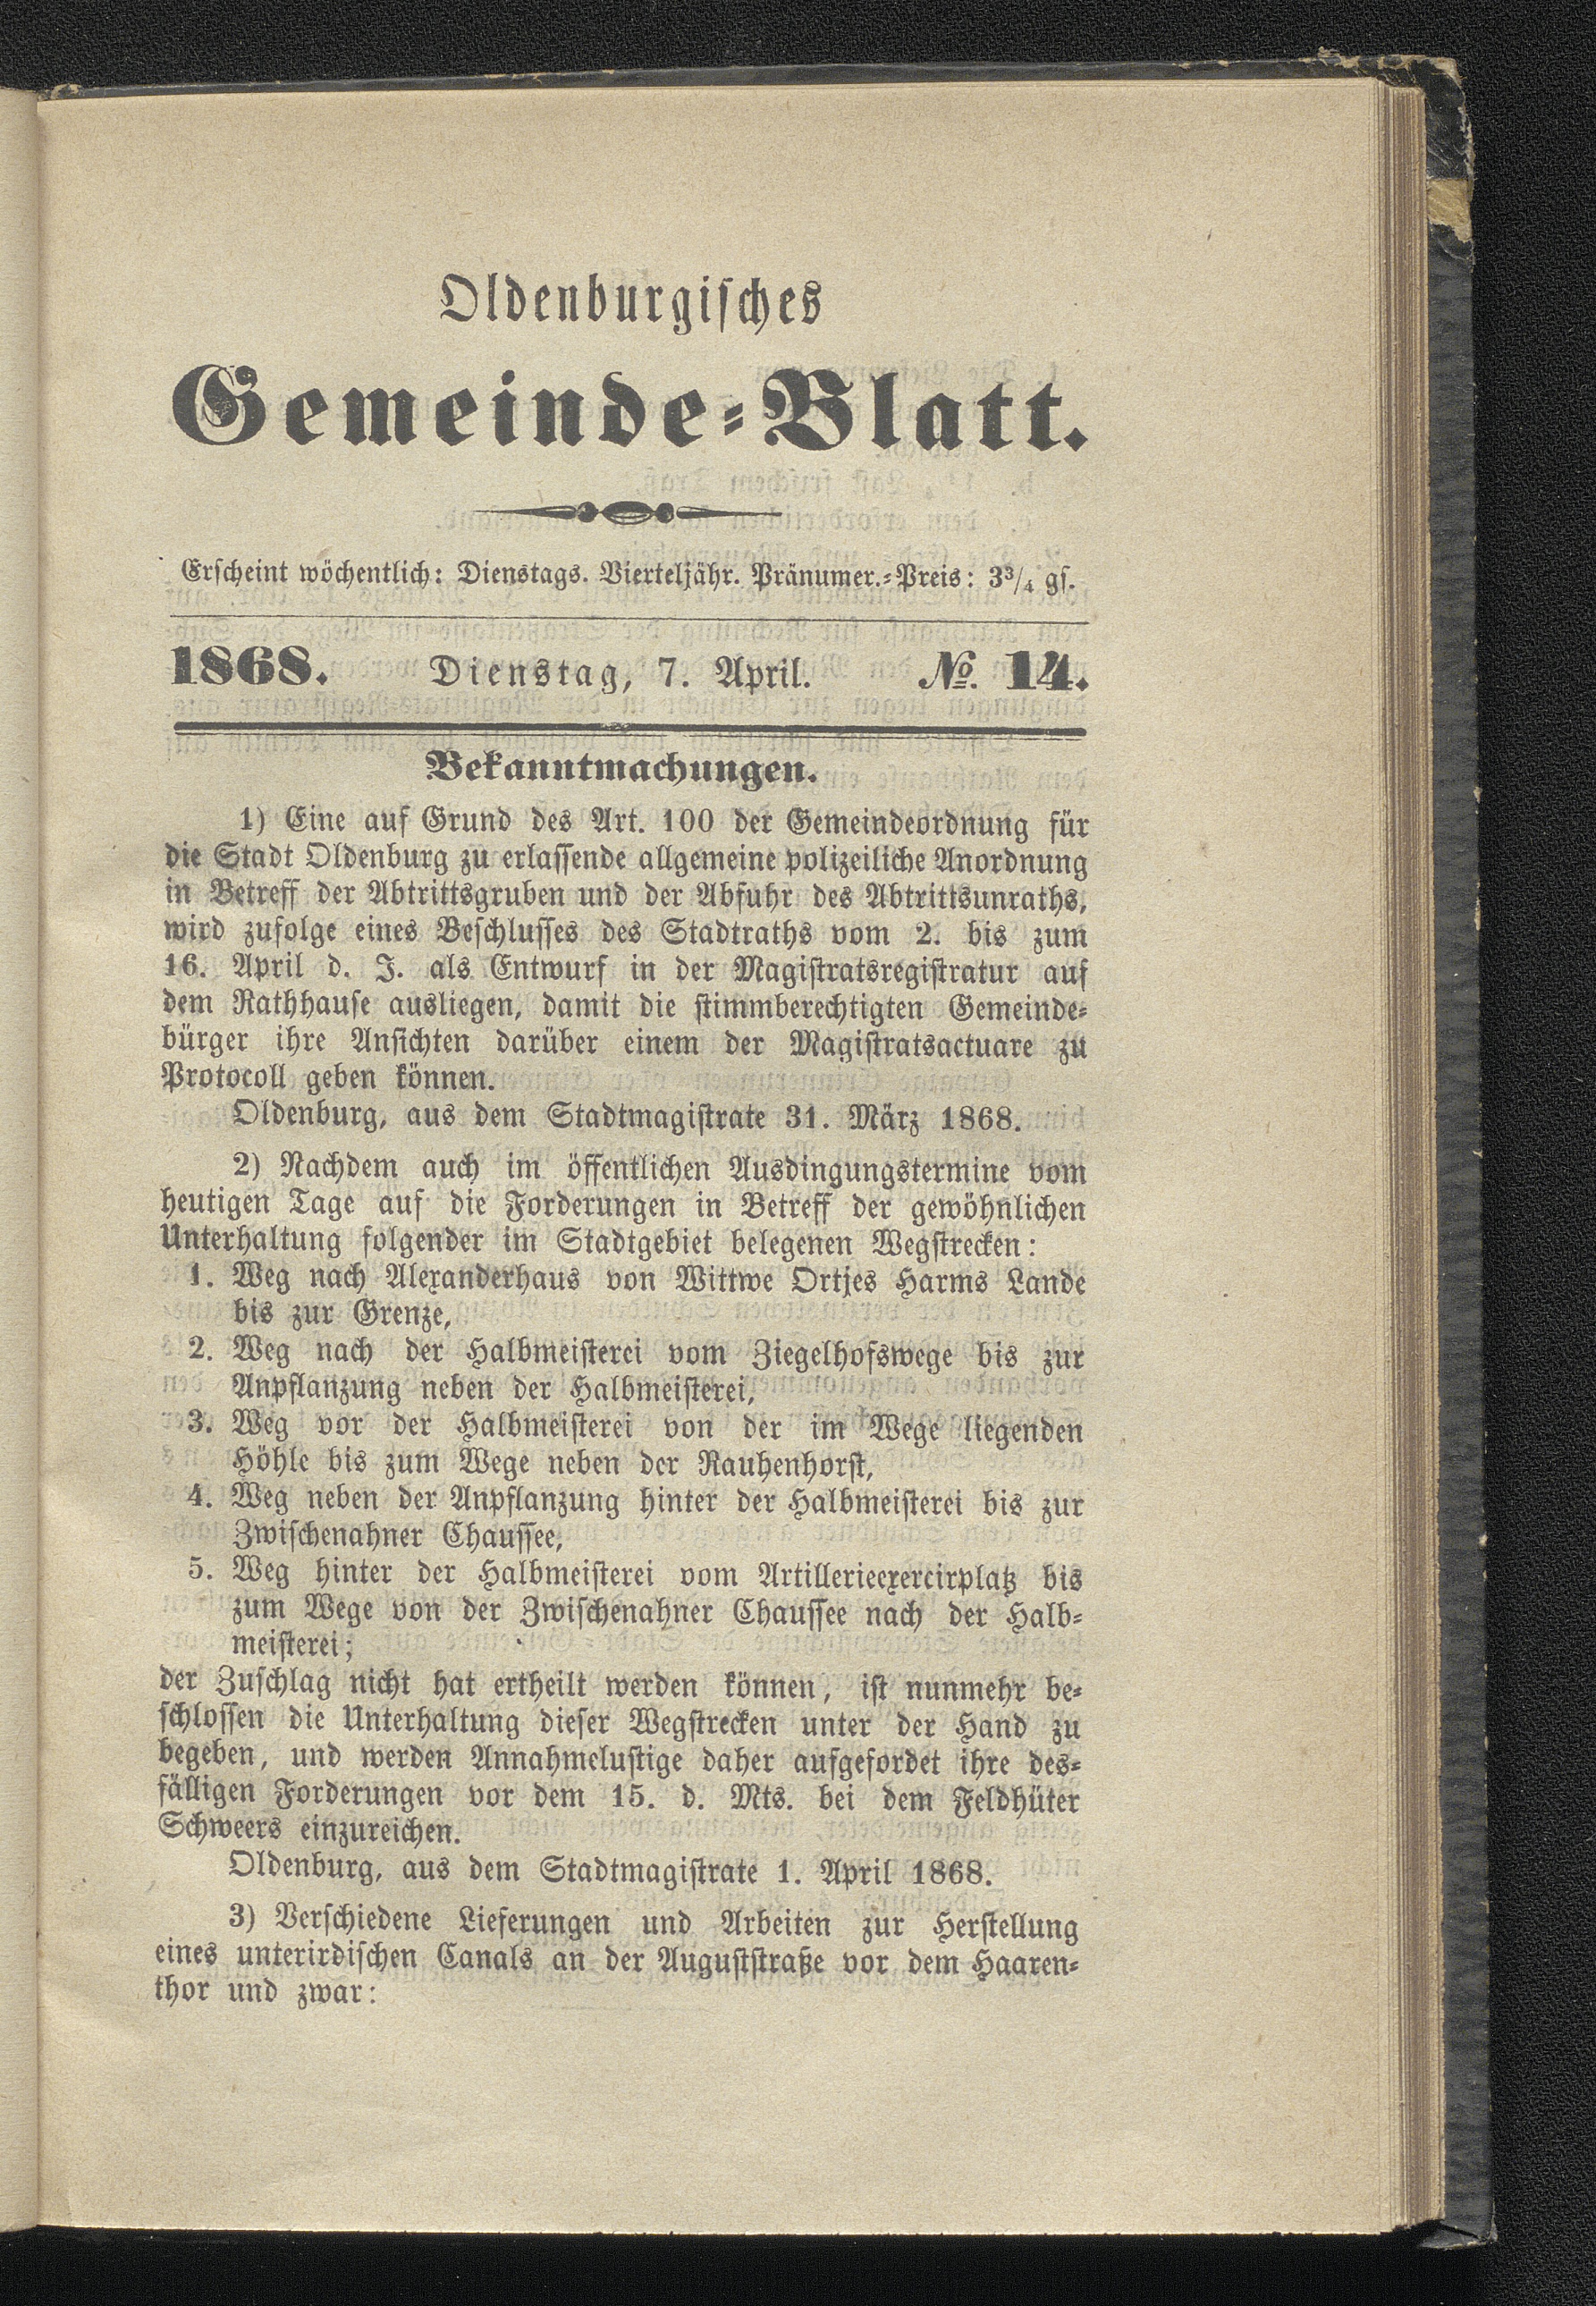 Oldenburgisches
Gemeinde-Blatt.
Erscheint wöchentlich: Dienstags. Vierteljähr. Pränumer.-Preis: 3 3/4 gs.
1868. Dienstag, 7. April. No. 14.
Bekanntmachungen.
1) Eine auf Grund des Art. 100 der Gemeindeordnung für
die Stadt Oldenburg zu erlassende allgemeine polizeiliche Anordnung
in Betreff der Abtrittsgruben und der Abfuhr des Abtrittsunraths,
wird zufolge eines Beschlusses des Stadtraths vom 2. bis zum
16. April d. J. als Entwurf in der Magistratsregistratur auf
dem Rathhause ausliegen, damit die stimmberechtigten Gemeinde-
bürger ihre Ansichten darüber einem der Magistratsactuare zu
Protocoll geben können.
Oldenburg, aus dem Stadtmagistrate 31. März 1868.
2) Nachdem auch im öffentlichen Ausdingungstermine vom
heutigen Tage auf die Forderungen in Betreff der gewöhnlichen
Unterhaltung folgender im Stadtgebiet belegenen Wegstrecken:
1. Weg nach Alexanderhaus von Wittwe Ortjes Harms Lande
bis zur Grenze,
2. Weg nach der Halbmeisterei vom Ziegelhofswege bis zur
Anpflanzung neben der Halbmeisterei,
3. Weg vor der Halbmeisterei von der im Wege liegenden
Höhle bis zum Wege neben der Rauhenhorst,
4. Weg neben der Anpflanzung hinter der Halbmeisterei bis zur
Zwischenahner Chaussee,
5. Weg hinter der Halbmeisterei vom Artillerieexercirplatz bis
zum Wege von der Zwischenahner Chaussee nach der Halb-
meisterei;
der Zuschlag nicht hat ertheilt werden können, ist nunmehr be-
schlossen die Unterhaltung dieser Wegstrecken unter der Hand zu
begeben, und werden Annahmelustige daher aufgefordet ihre des-
fälligen Forderungen vor dem 15. d. Mts. bei dem Feldhüter
Schweers einzureichen.
Oldenburg, aus dem Stadtmagistrate 1. April 1868.
3) Verschiedene Lieferungen und Arbeiten zur Herstellung
eines unterirdischen Canals an der Auguststraße vor dem Haaren-
thor und zwar: